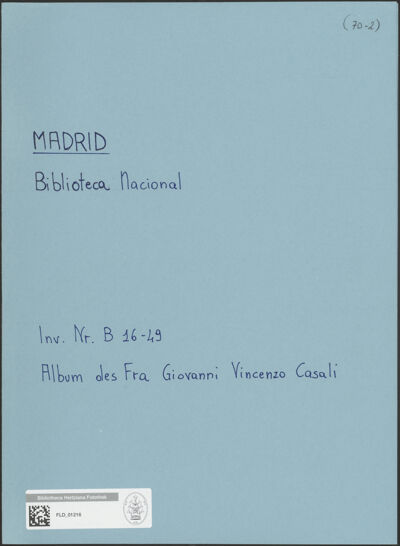 (70-2)
MADRID
Biblioteca Nacional
Inv. Nr. B 16-49
Album des Fra Giovanni Vincenzo Casali
Bibliotheca Hertziana Fotothek
FLD_01216